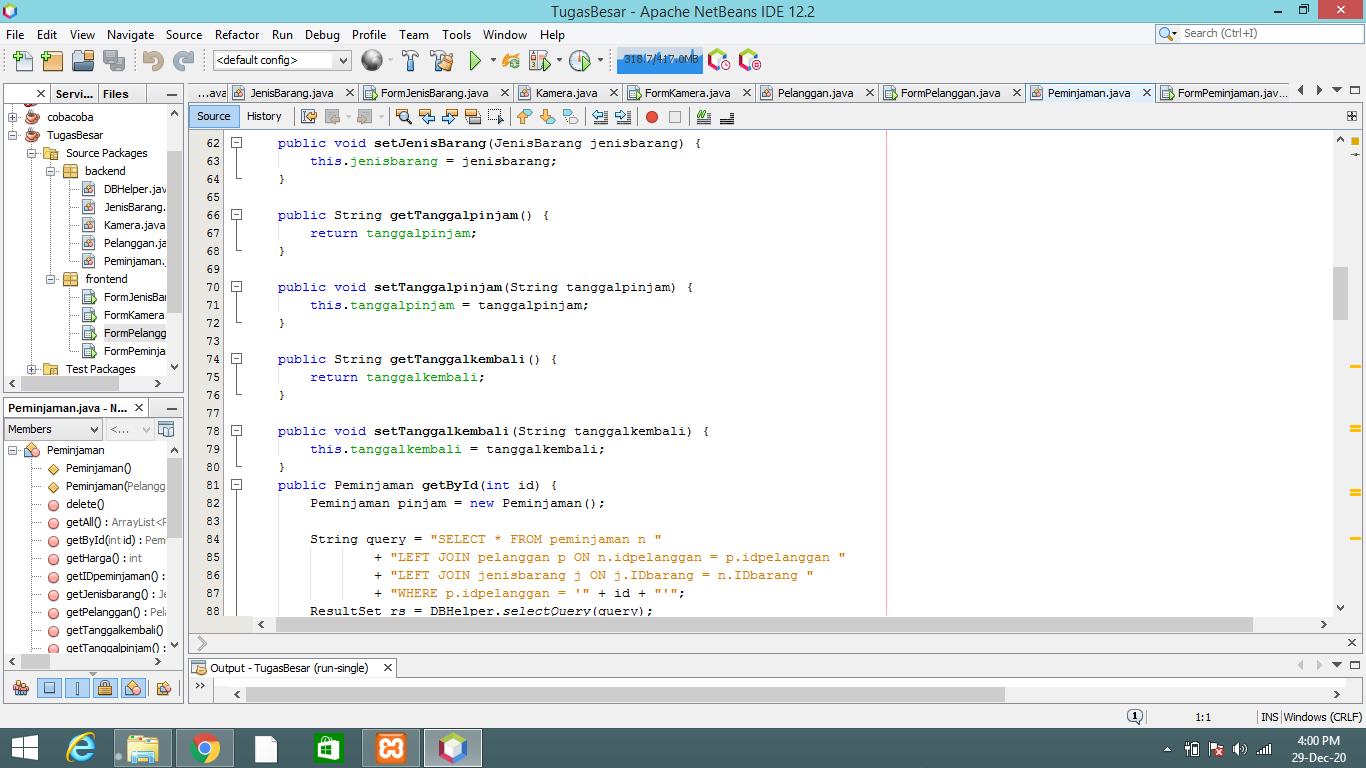 TugasBesar - Apache NetBeans IDE 12.2
File Edit View Navigate Source Refactor Run Debug Profile Team Tools Window Help
Search (Ctrl+I)
<default config>
318.7/417.0MB
Servi... Files
...ava JenisBarang.java FormJenisBarang.java Kamera.java FormKamera.java Pelanggan.java FormPelanggan.java Peminjaman.java FormPeminjaman.jav...
Source History
cobacoba
TugasBesar
Source Packages
backend
DBHelper.jav
JenisBarang.
Kamera.java
Pelanggan.ja
Peminjaman.
frontend
FormJenisBar
FormKamera.
FormPelangg
FormPeminja
Test Packages
Peminjaman.java - N...
Members
<...
Peminjaman
Peminjaman()
Peminjaman(Pelangg
delete()
getAll() : ArrayList<P
getById(int id) : Pem
getHarga() : int
getIDpeminjaman() :
getJenisbarang() : Je
getPelanggan() : Pela
getTanggalkembali()
getTanggalpinjam() :
62 public void setJenisBarang(JenisBarang jenisbarang) {
63 this.jenisbarang = jenisbarang;
64 }
65
66 public String getTanggalpinjam() {
67 return tanggalpinjam;
68 }
69
70 public void setTanggalpinjam(String tanggalpinjam) {
71 this.tanggalpinjam = tanggalpinjam;
72 }
73
74 public String getTanggalkembali() {
75 return tanggalkembali;
76 }
77
78 public void setTanggalkembali(String tanggalkembali) {
79 this.tanggalkembali = tanggalkembali;
80 }
81 public Peminjaman getById(int id) {
82 Peminjaman pinjam = new Peminjaman();
83
84 String query = "SELECT * FROM peminjaman n "
85 + "LEFT JOIN pelanggan p ON n.idpelanggan = p.idpelanggan "
86 + "LEFT JOIN jenisbarang j ON j.IDbarang = n.IDbarang "
87 + "WHERE p.idpelanggan = '" + id + "'";
88 ResultSet rs = DBHelper.selectQuery(query);
Output - TugasBesar (run-single)
1
1:1
INS Windows (CRLF)
4:00 PM
29-Dec-20